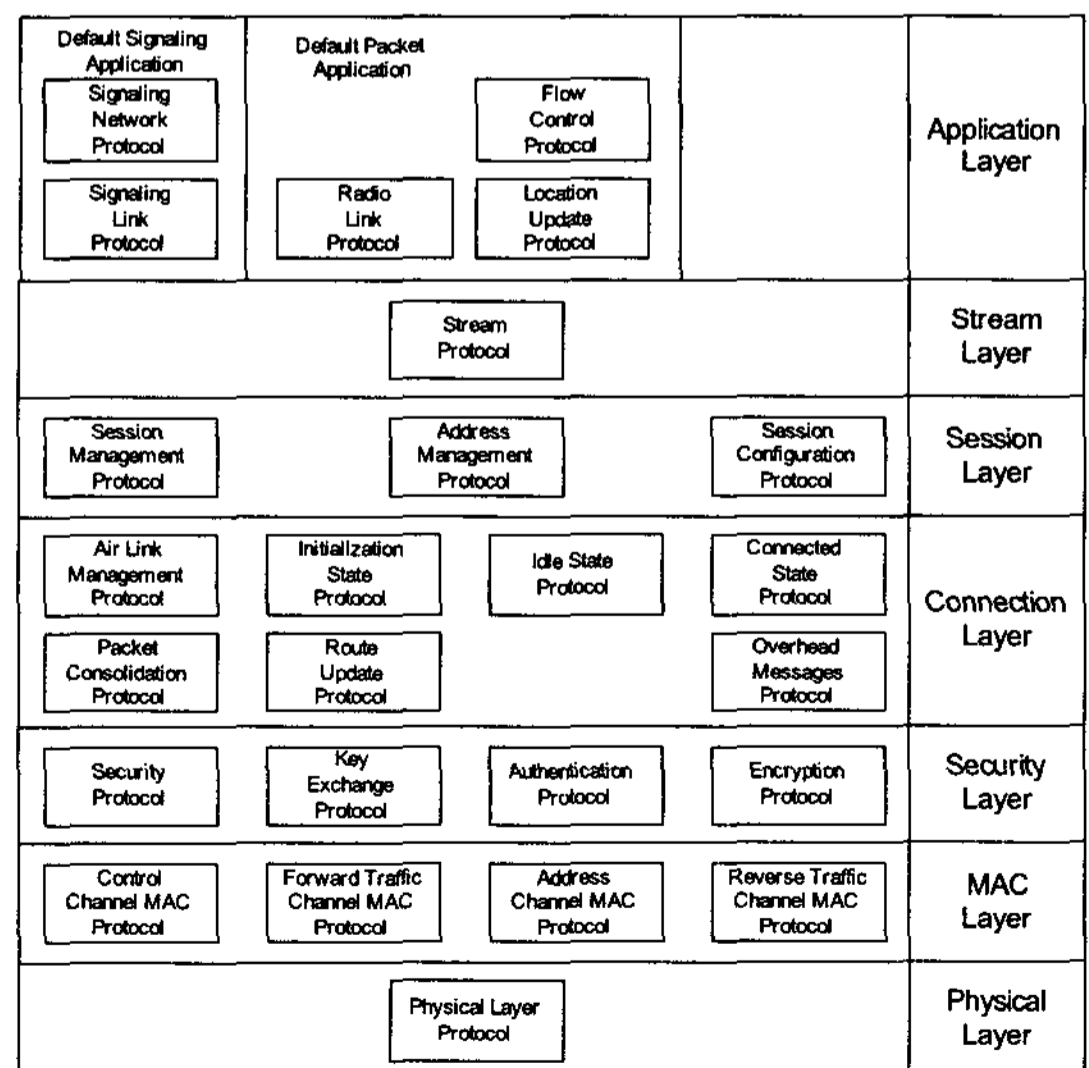 Default Signaling
Application
Signaling
Network
Protocol
Signaling
Link
Protocol
Default Packet
Application
Flow
Control
Protocol
Radio
Link
Protocol
Location
Update
Protocol
Application
Layer
Stream
Protocol
Stream
Layer
Session
Management
Protocol
Address
Management
Protocol
Session
Configuration
Protocol
Session
Layer
Air Link
Management
Protocol
Initialization
State
Protocol
Idle State
Protocol
Connected
State
Protocol
Packet
Consolidation
Protocol
Route
Update
Protocol
Overhead
Messages
Protocol
Connection
Layer
Security
Protocol
Key
Exchange
Protocol
Authentication
Protocol
Encryption
Protocol
Security
Layer
Control
Channel MAC
Protocol
Forward Traffic
Channel MAC
Protocol
Address
Channel MAC
Protocol
Reverse Traffic
Channel MAC
Protocol
MAC
Layer
Physical Layer
Protocol
Physical
Layer